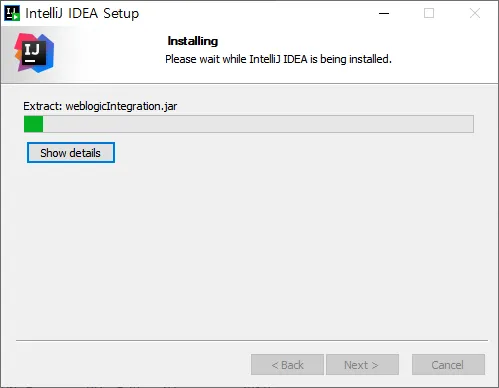 IntelliJ IDEA Setup
IJ
Installing
Please wait while IntelliJ IDEA is being installed.
Extract: weblogicIntegration.jar
Show details
< Back
Next >
Cancel